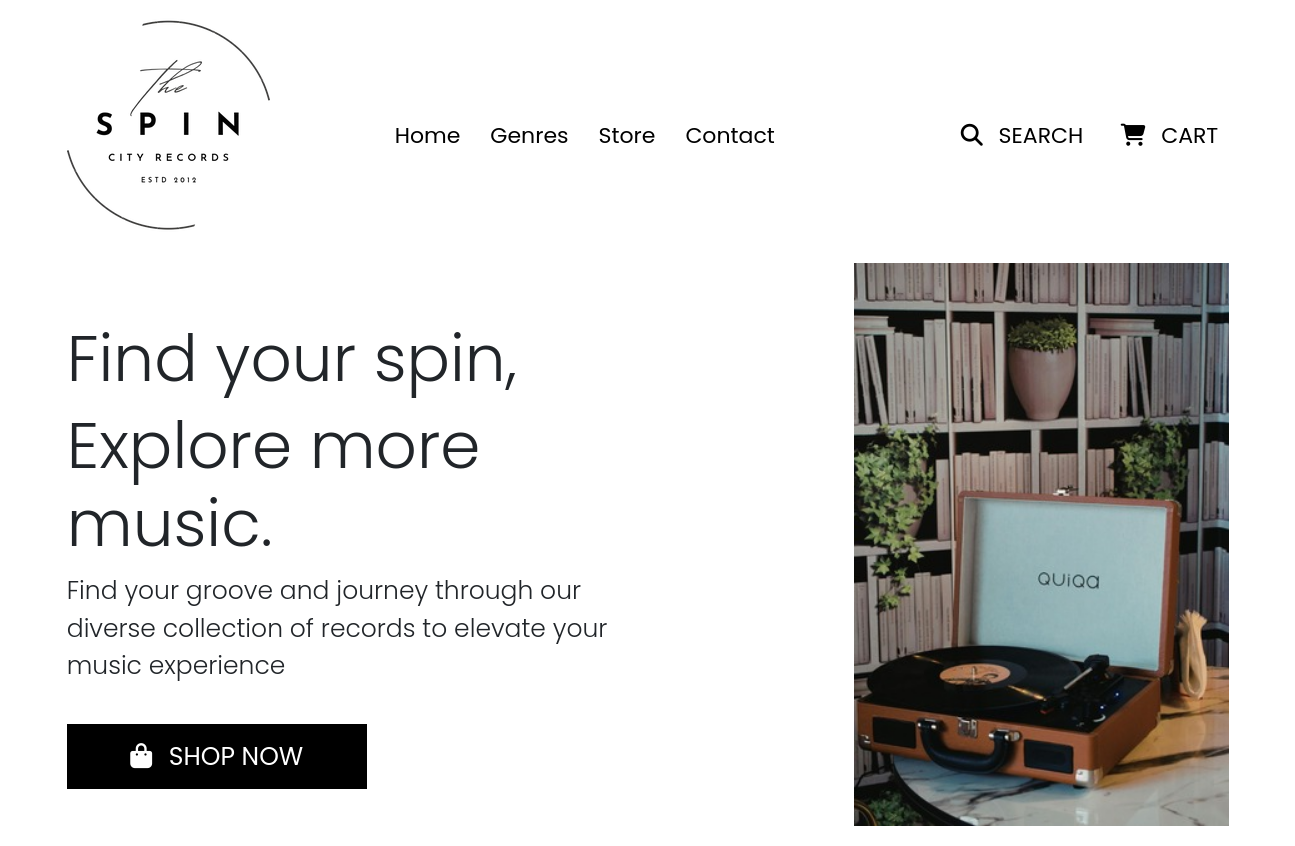 the
SPIN
CITY RECORDS
ESTD 2012
Home Genres Store Contact
SEARCH CART
Find your spin,
Explore more
music.
Find your groove and journey through our
diverse collection of records to elevate your
music experience
SHOP NOW
QUiQa